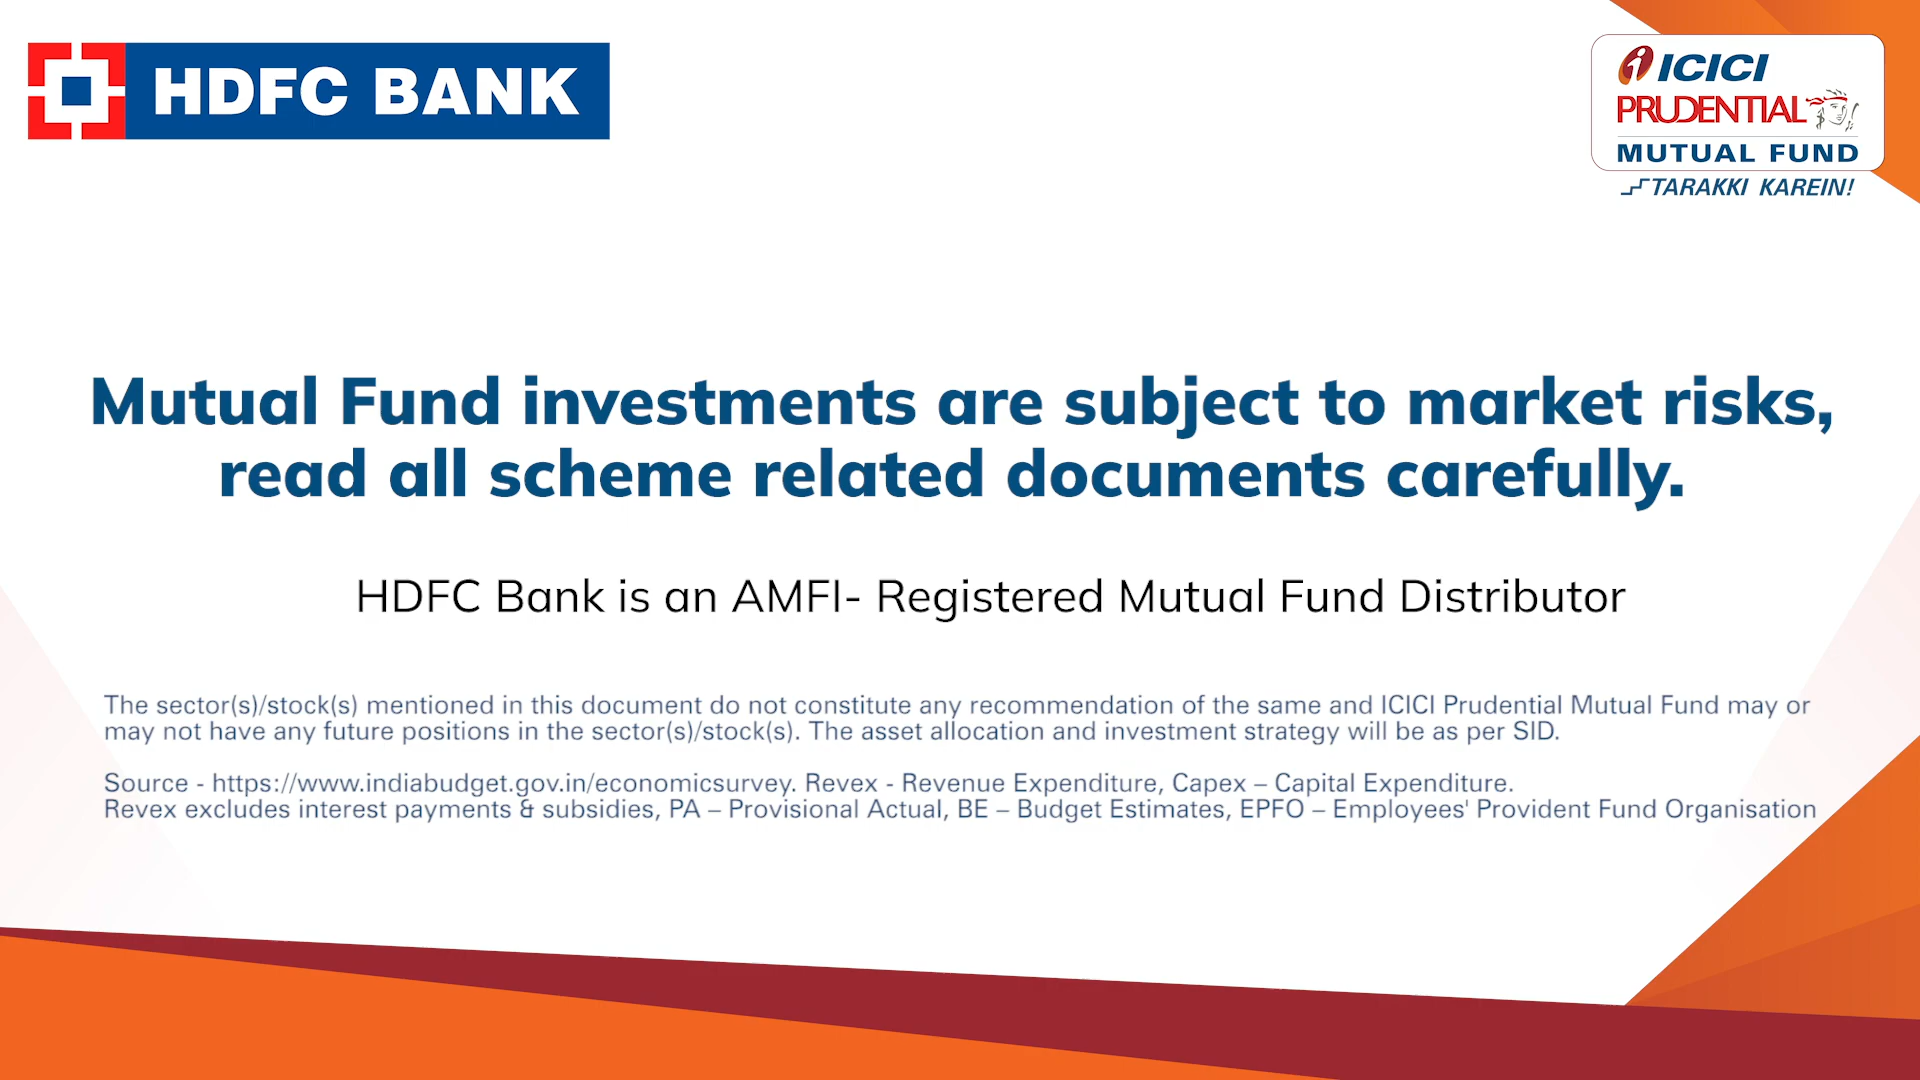 HDFC BANK
ICICI
PRUDENTIAL
MUTUAL FUND
TARAKKI KAREIN!
Mutual Fund investments are subject to market risks,
read all scheme related documents carefully.
HDFC Bank is an AMFI- Registered Mutual Fund Distributor
The sector(s)/stock(s) mentioned in this document do not constitute any recommendation of the same and ICICI Prudential Mutual Fund may or
may not have any future positions in the sector(s)/stock(s). The asset allocation and investment strategy will be as per SID.
Source - https://www.indiabudget.gov.in/economicsurvey. Revex - Revenue Expenditure, Capex – Capital Expenditure.
Revex excludes interest payments & subsidies, PA – Provisional Actual, BE – Budget Estimates, EPFO – Employees' Provident Fund Organisation